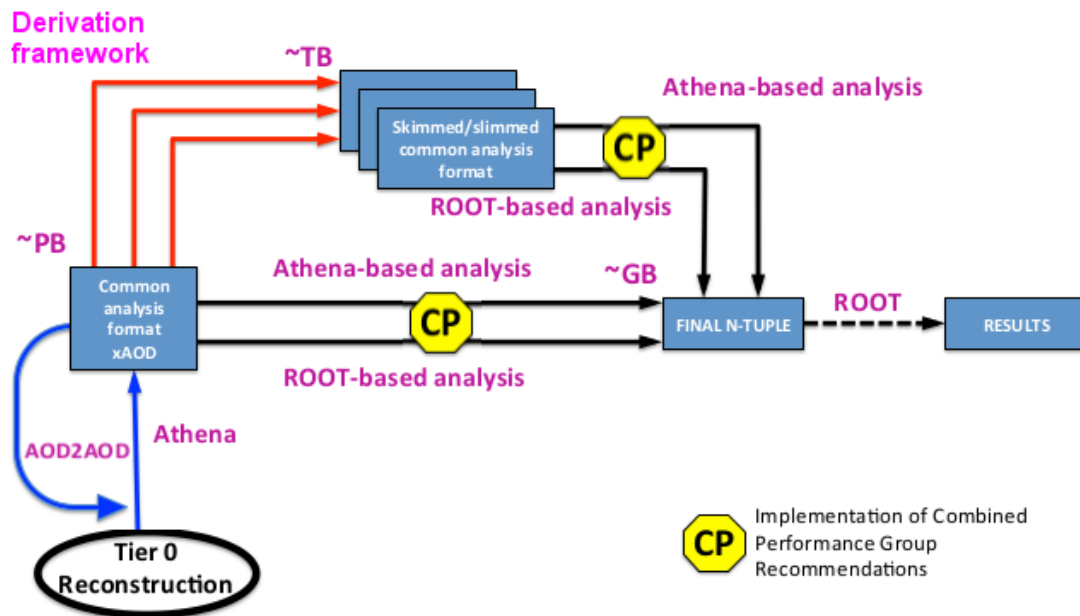 Derivation
framework
~TB
Athena-based analysis
Skimmed/slimmed
common analysis
format
CP
ROOT-based analysis
~PB
Athena-based analysis
~GB
Common
analysis
format
xAOD
CP
FINAL N-TUPLE
ROOT
RESULTS
ROOT-based analysis
AOD2AOD
Athena
Tier 0
Reconstruction
CP
Implementation of Combined
Performance Group
Recommendations